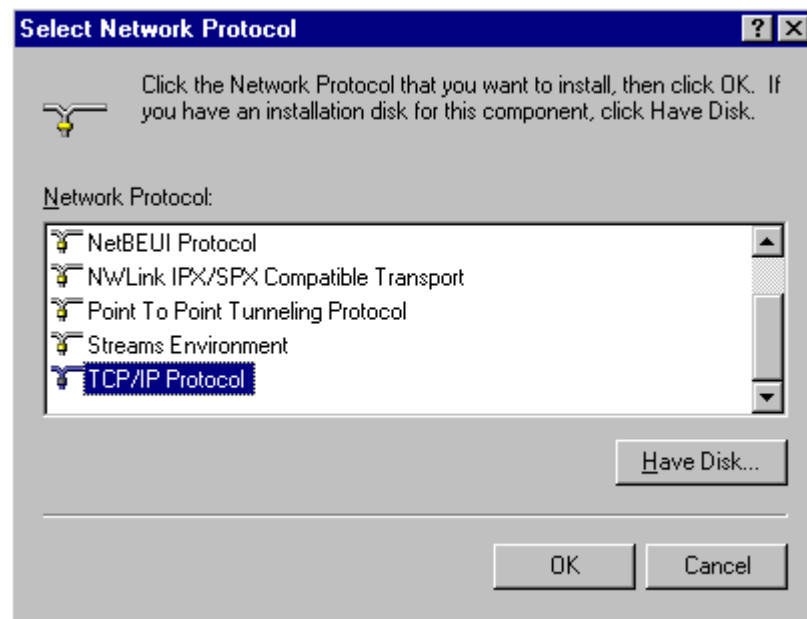 Select Network Protocol
Click the Network Protocol that you want to install, then click OK.  If
you have an installation disk for this component, click Have Disk.
Network Protocol:
NetBEUI Protocol
NWLink IPX/SPX Compatible Transport
Point To Point Tunneling Protocol
Streams Environment
TCP/IP Protocol
Have Disk...
OK
Cancel